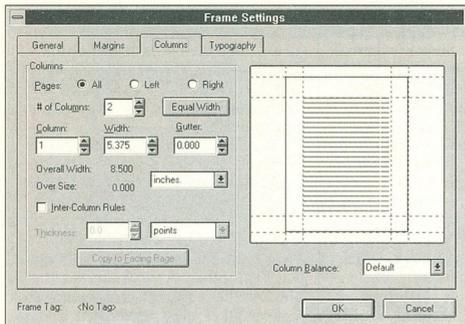 Frame Settings
General Margins Columns Typography
Columns
Pages: All Left Right
# of Columns: 2 Equal Width
Column: Width: Gutter:
1 5.375 0.000
Overall Width: 8.500
Over Size: 0.000 inches
Inter-Column Rules
Thickness: 0.0 points
Copy to Facing Page
Column Balance: Default
Frame Tag: <No Tag> OK Cancel